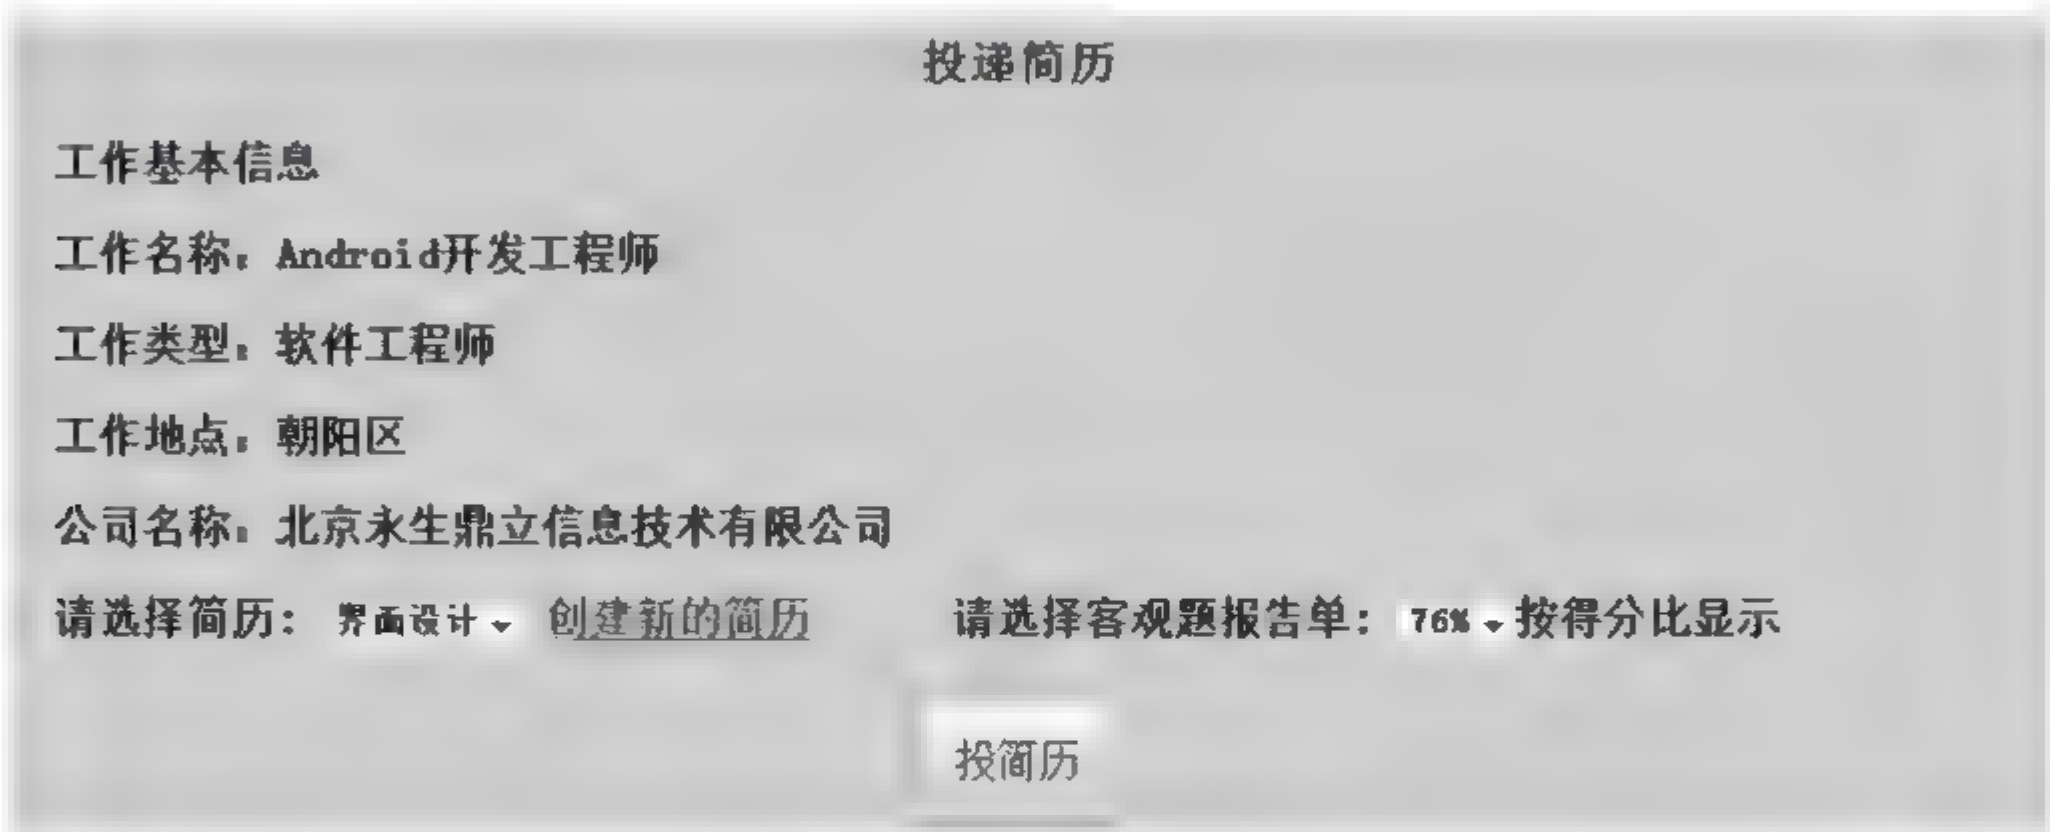 投递简历
工作基本信息
工作名称：Android开发工程师
工作类型：软件工程师
工作地点：朝阳区
公司名称：北京永生鼎立信息技术有限公司
请选择简历： 界面设计 创建新的简历 请选择客观题报告单： 76% 按得分比显示
投简历